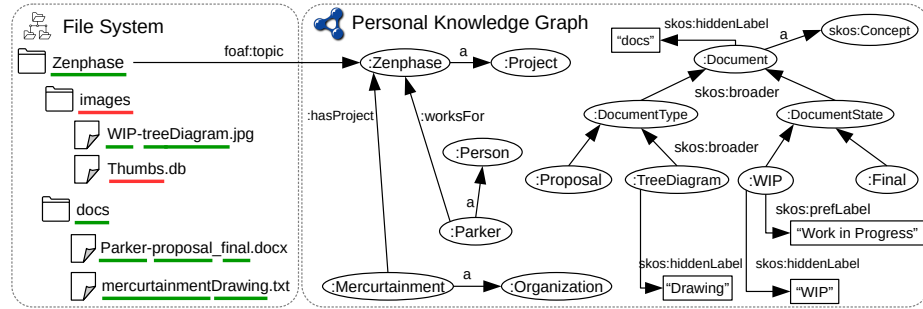 File System
Zenphase
images
WIP-treeDiagram.jpg
Thumbs.db
docs
Parker-proposal_final.docx
mercurtainmentDrawing.txt
foaf:topic
Personal Knowledge Graph
:Zenphase
a
:Project
:hasProject
:worksFor
:Person
a
:Parker
:Mercurtainment
a
:Organization
skos:hiddenLabel
"docs"
a
skos:Concept
:Document
skos:broader
:DocumentType
:DocumentState
skos:broader
:Proposal
:TreeDiagram
:WIP
:Final
skos:prefLabel
“Work in Progress”
skos:hiddenLabel
skos:hiddenLabel
“Drawing”
“WIP”